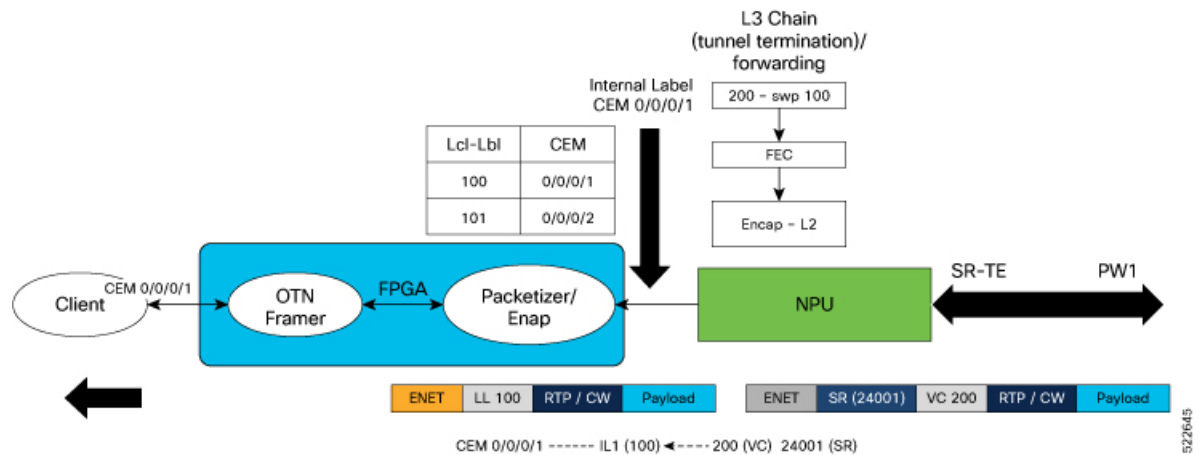 L3 Chain
(tunnel termination)/
forwarding
Internal Label
CEM 0/0/0/1
200 – swp 100
FEC
Encap – L2
Lcl-Lbl CEM
100 0/0/0/1
101 0/0/0/2
Client
CEM 0/0/0/1
OTN
Framer
FPGA
Packetizer/
Enap
NPU
SR-TE
PW1
ENET LL 100 RTP / CW Payload
ENET SR (24001) VC 200 RTP / CW Payload
CEM 0/0/0/1 ------ IL1 (100) ◄---- 200 (VC) 24001 (SR)
522645